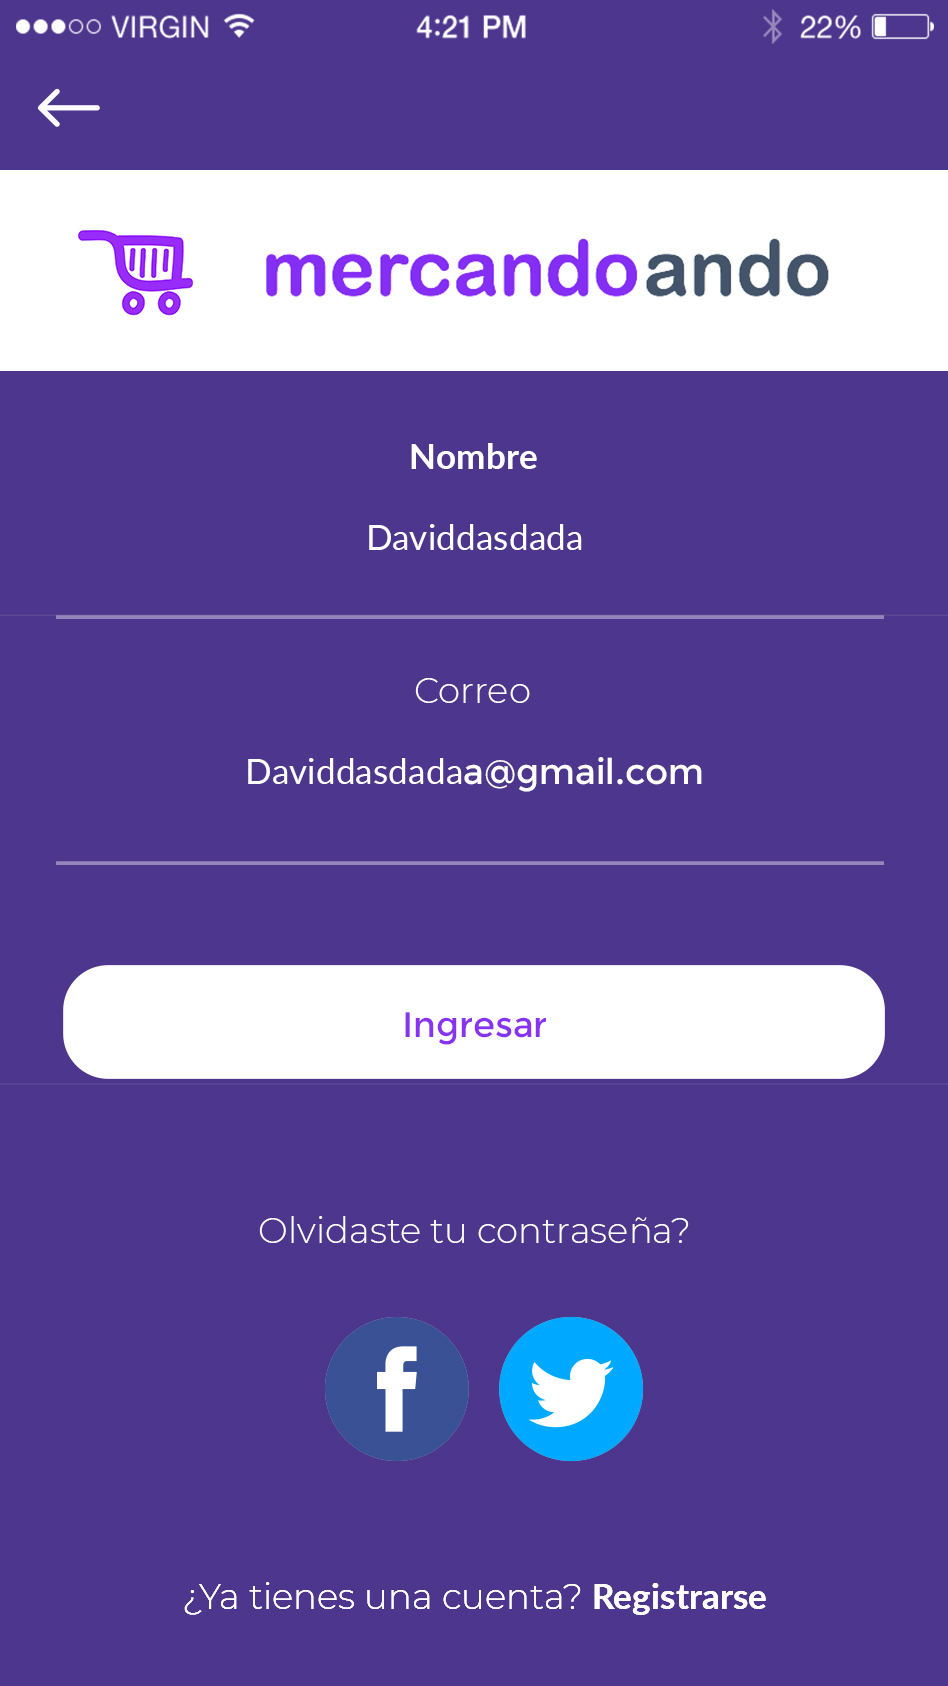 VIRGIN 4:21 PM 22%
mercandoando
Nombre
Daviddasdada
Correo
Daviddasdadaa@gmail.com
Ingresar
Olvidaste tu contraseña?
¿Ya tienes una cuenta? Registrarse